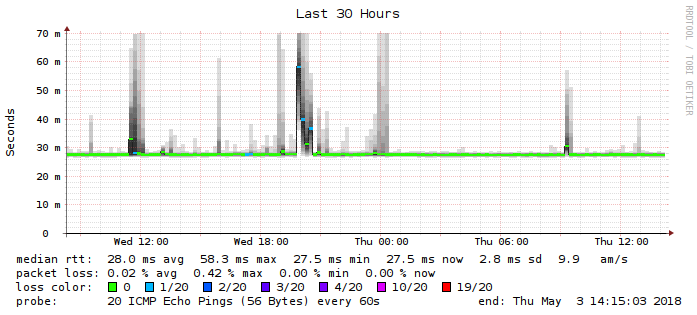 Last 30 Hours
RRDTOOL / TOBI OETIKER
Seconds
70 m
60 m
50 m
40 m
30 m
20 m
10 m
0
Wed 12:00 Wed 18:00 Thu 00:00 Thu 06:00 Thu 12:00
median rtt: 28.0 ms avg 58.3 ms max 27.5 ms min 27.5 ms now 2.8 ms sd 9.9 am/s
packet loss: 0.02 % avg 0.42 % max 0.00 % min 0.00 % now
loss color: 0 1/20 2/20 3/20 4/20 10/20 19/20
probe: 20 ICMP Echo Pings (56 Bytes) every 60s end: Thu May 3 14:15:03 2018